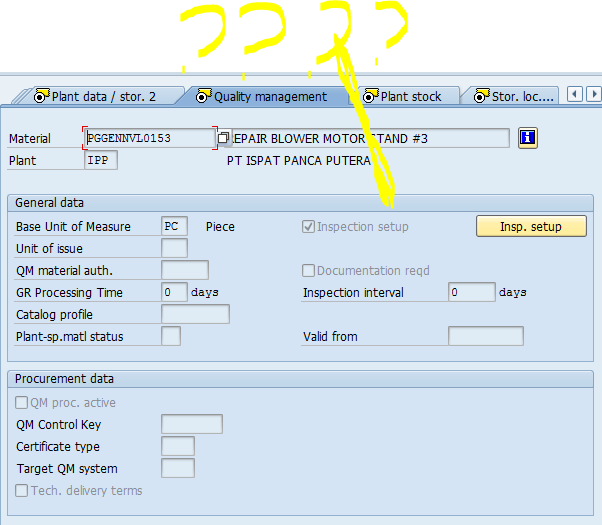 ? ? ? ?
Plant data / stor. 2 Quality management Plant stock Stor. loc....
Material PGGENNVL0153 EPAIR BLOWER MOTOR STAND #3
Plant IPP PT ISPAT PANCA PUTERA
General data
Base Unit of Measure PC Piece Inspection setup Insp. setup
Unit of issue
QM material auth. Documentation reqd
GR Processing Time 0 days Inspection interval 0 days
Catalog profile
Plant-sp.matl status Valid from
Procurement data
QM proc. active
QM Control Key
Certificate type
Target QM system
Tech. delivery terms